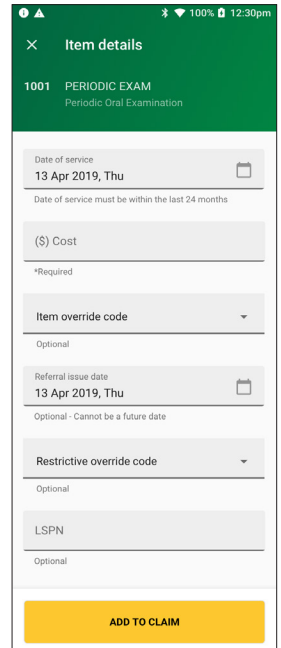 100% 12:30pm
Item details
1001 PERIODIC EXAM
Periodic Oral Examination
Date of service
13 Apr 2019, Thu
Date of service must be within the last 24 months
($) Cost
*Required
Item override code
Optional
Referral issue date
13 Apr 2019, Thu
Optional - Cannot be a future date
Restrictive override code
Optional
LSPN
Optional
ADD TO CLAIM